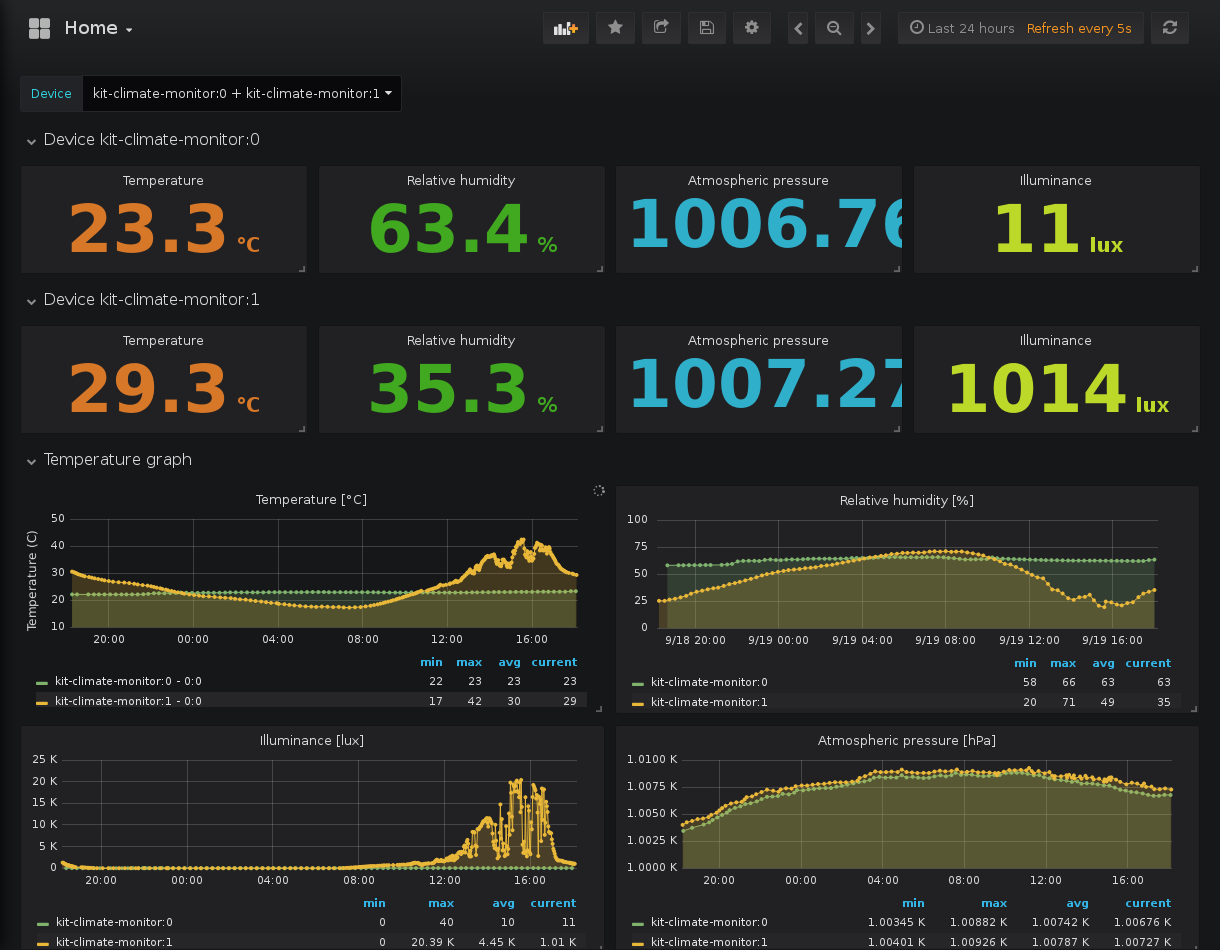 Home
Last 24 hours Refresh every 5s
Device kit-climate-monitor:0 + kit-climate-monitor:1
Device kit-climate-monitor:0
Temperature Relative humidity Atmospheric pressure Illuminance
23.3 °C 63.4 % 1006.76 11 lux
Device kit-climate-monitor:1
Temperature Relative humidity Atmospheric pressure Illuminance
29.3 °C 35.3 % 1007.27 1014 lux
Temperature graph
Temperature [°C]
Temperature (C)
50
40
30
20
10
20:00 00:00 04:00 08:00 12:00 16:00
min max avg current
kit-climate-monitor:0 - 0:0 22 23 23 23
kit-climate-monitor:1 - 0:0 17 42 30 29
Relative humidity [%]
100
75
50
25
0
9/18 20:00 9/19 00:00 9/19 04:00 9/19 08:00 9/19 12:00 9/19 16:00
min max avg current
kit-climate-monitor:0 58 66 63 63
kit-climate-monitor:1 20 71 49 35
Illuminance [lux]
25 K
20 K
15 K
10 K
5 K
0
20:00 00:00 04:00 08:00 12:00 16:00
min max avg current
kit-climate-monitor:0 0 40 10 11
kit-climate-monitor:1 0 20.39 K 4.45 K 1.01 K
Atmospheric pressure [hPa]
1.0100 K
1.0075 K
1.0050 K
1.0025 K
1.0000 K
20:00 00:00 04:00 08:00 12:00 16:00
min max avg current
kit-climate-monitor:0 1.00345 K 1.00882 K 1.00742 K 1.00676 K
kit-climate-monitor:1 1.00401 K 1.00926 K 1.00787 K 1.00727 K